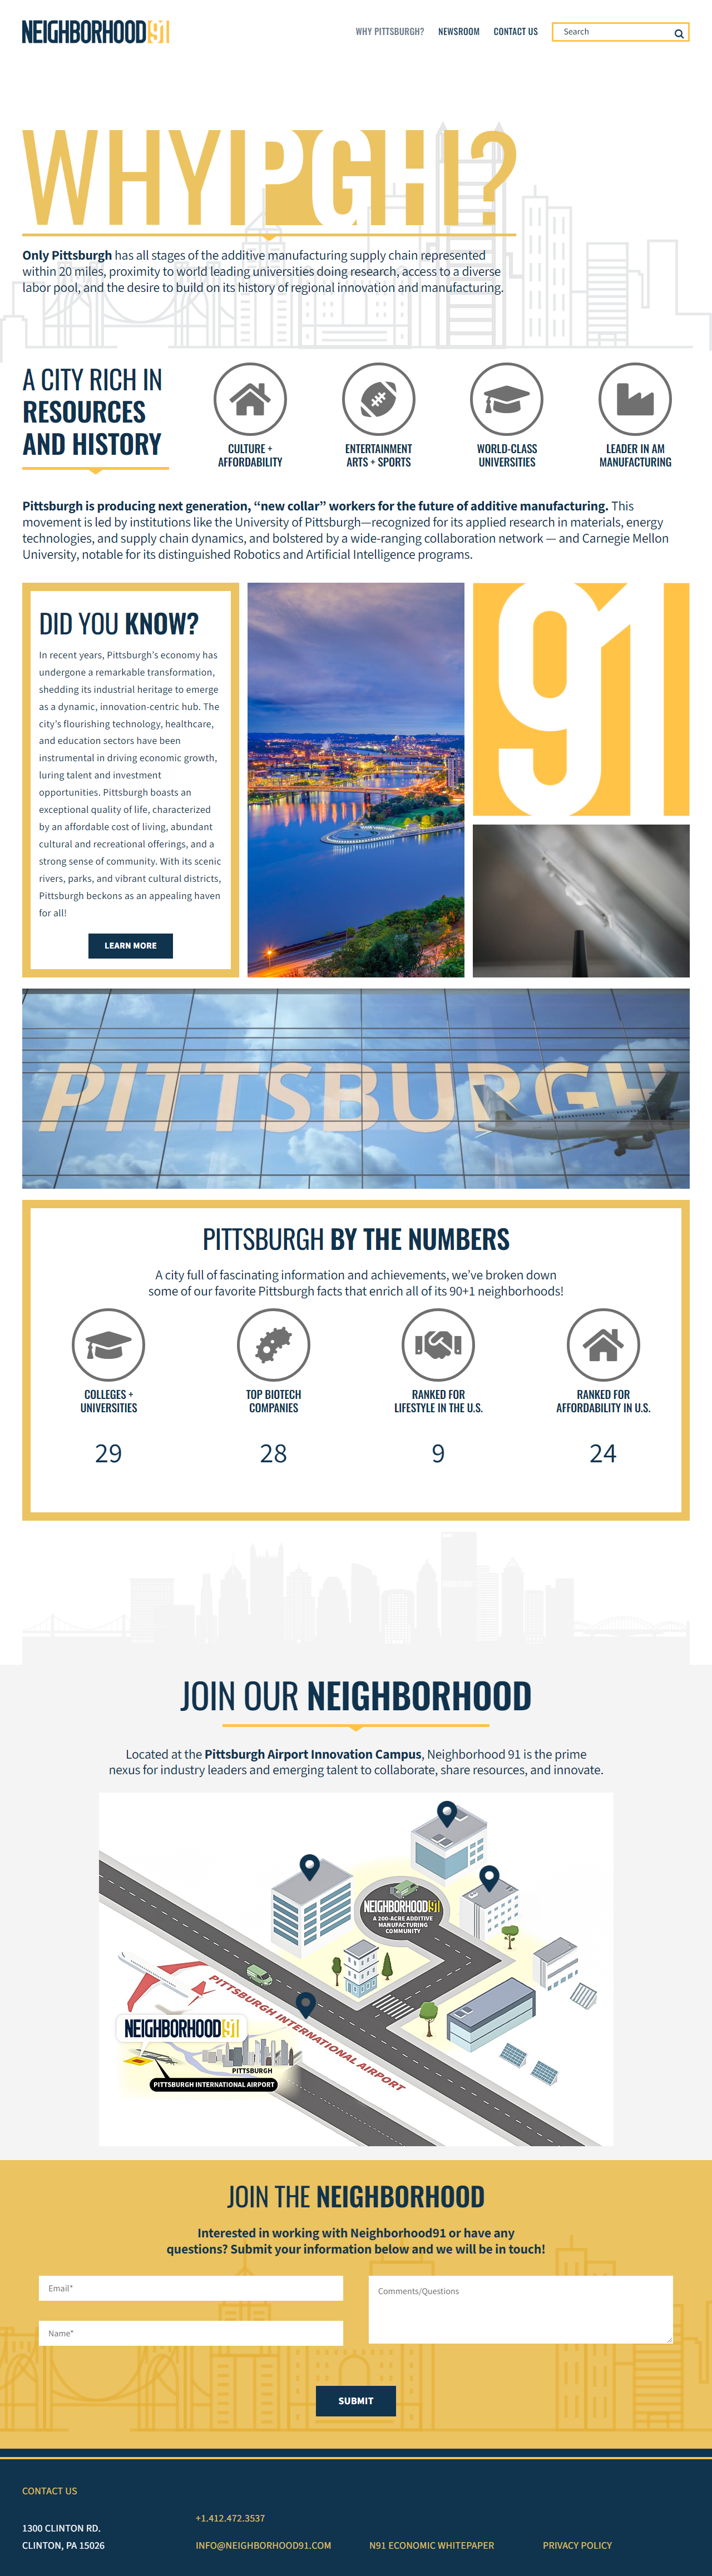 NEIGHBORHOOD91
WHY PITTSBURGH?
NEWSROOM
CONTACT US
Search
WHY PGH?
Only Pittsburgh has all stages of the additive manufacturing supply chain represented
within 20 miles, proximity to world leading universities doing research, access to a diverse
labor pool, and the desire to build on its history of regional innovation and manufacturing.
A CITY RICH IN
RESOURCES
AND HISTORY
CULTURE +
AFFORDABILITY
ENTERTAINMENT
ARTS + SPORTS
WORLD-CLASS
UNIVERSITIES
LEADER IN AM
MANUFACTURING
Pittsburgh is producing next generation, “new collar” workers for the future of additive manufacturing. This
movement is led by institutions like the University of Pittsburgh—recognized for its applied research in materials, energy
technologies, and supply chain dynamics, and bolstered by a wide-ranging collaboration network — and Carnegie Mellon
University, notable for its distinguished Robotics and Artificial Intelligence programs.
DID YOU KNOW?
In recent years, Pittsburgh’s economy has
undergone a remarkable transformation,
shedding its industrial heritage to emerge
as a dynamic, innovation-centric hub. The
city’s flourishing technology, healthcare,
and education sectors have been
instrumental in driving economic growth,
luring talent and investment
opportunities. Pittsburgh boasts an
exceptional quality of life, characterized
by an affordable cost of living, abundant
cultural and recreational offerings, and a
strong sense of community. With its scenic
rivers, parks, and vibrant cultural districts,
Pittsburgh beckons as an appealing haven
for all!
LEARN MORE
91
PITTSBURGH
PITTSBURGH BY THE NUMBERS
A city full of fascinating information and achievements, we’ve broken down
some of our favorite Pittsburgh facts that enrich all of its 90+1 neighborhoods!
COLLEGES +
UNIVERSITIES
29
TOP BIOTECH
COMPANIES
28
RANKED FOR
LIFESTYLE IN THE U.S.
9
RANKED FOR
AFFORDABILITY IN U.S.
24
JOIN OUR NEIGHBORHOOD
Located at the Pittsburgh Airport Innovation Campus, Neighborhood 91 is the prime
nexus for industry leaders and emerging talent to collaborate, share resources, and innovate.
NEIGHBORHOOD91
A 200-ACRE ADDITIVE
MANUFACTURING
COMMUNITY
PITTSBURGH INTERNATIONAL AIRPORT
NEIGHBORHOOD91
PITTSBURGH
PITTSBURGH INTERNATIONAL AIRPORT
JOIN THE NEIGHBORHOOD
Interested in working with Neighborhood91 or have any
questions? Submit your information below and we will be in touch!
Email*
Name*
Comments/Questions
SUBMIT
CONTACT US
1300 CLINTON RD.
CLINTON, PA 15026
+1.412.472.3537
INFO@NEIGHBORHOOD91.COM
N91 ECONOMIC WHITEPAPER
PRIVACY POLICY